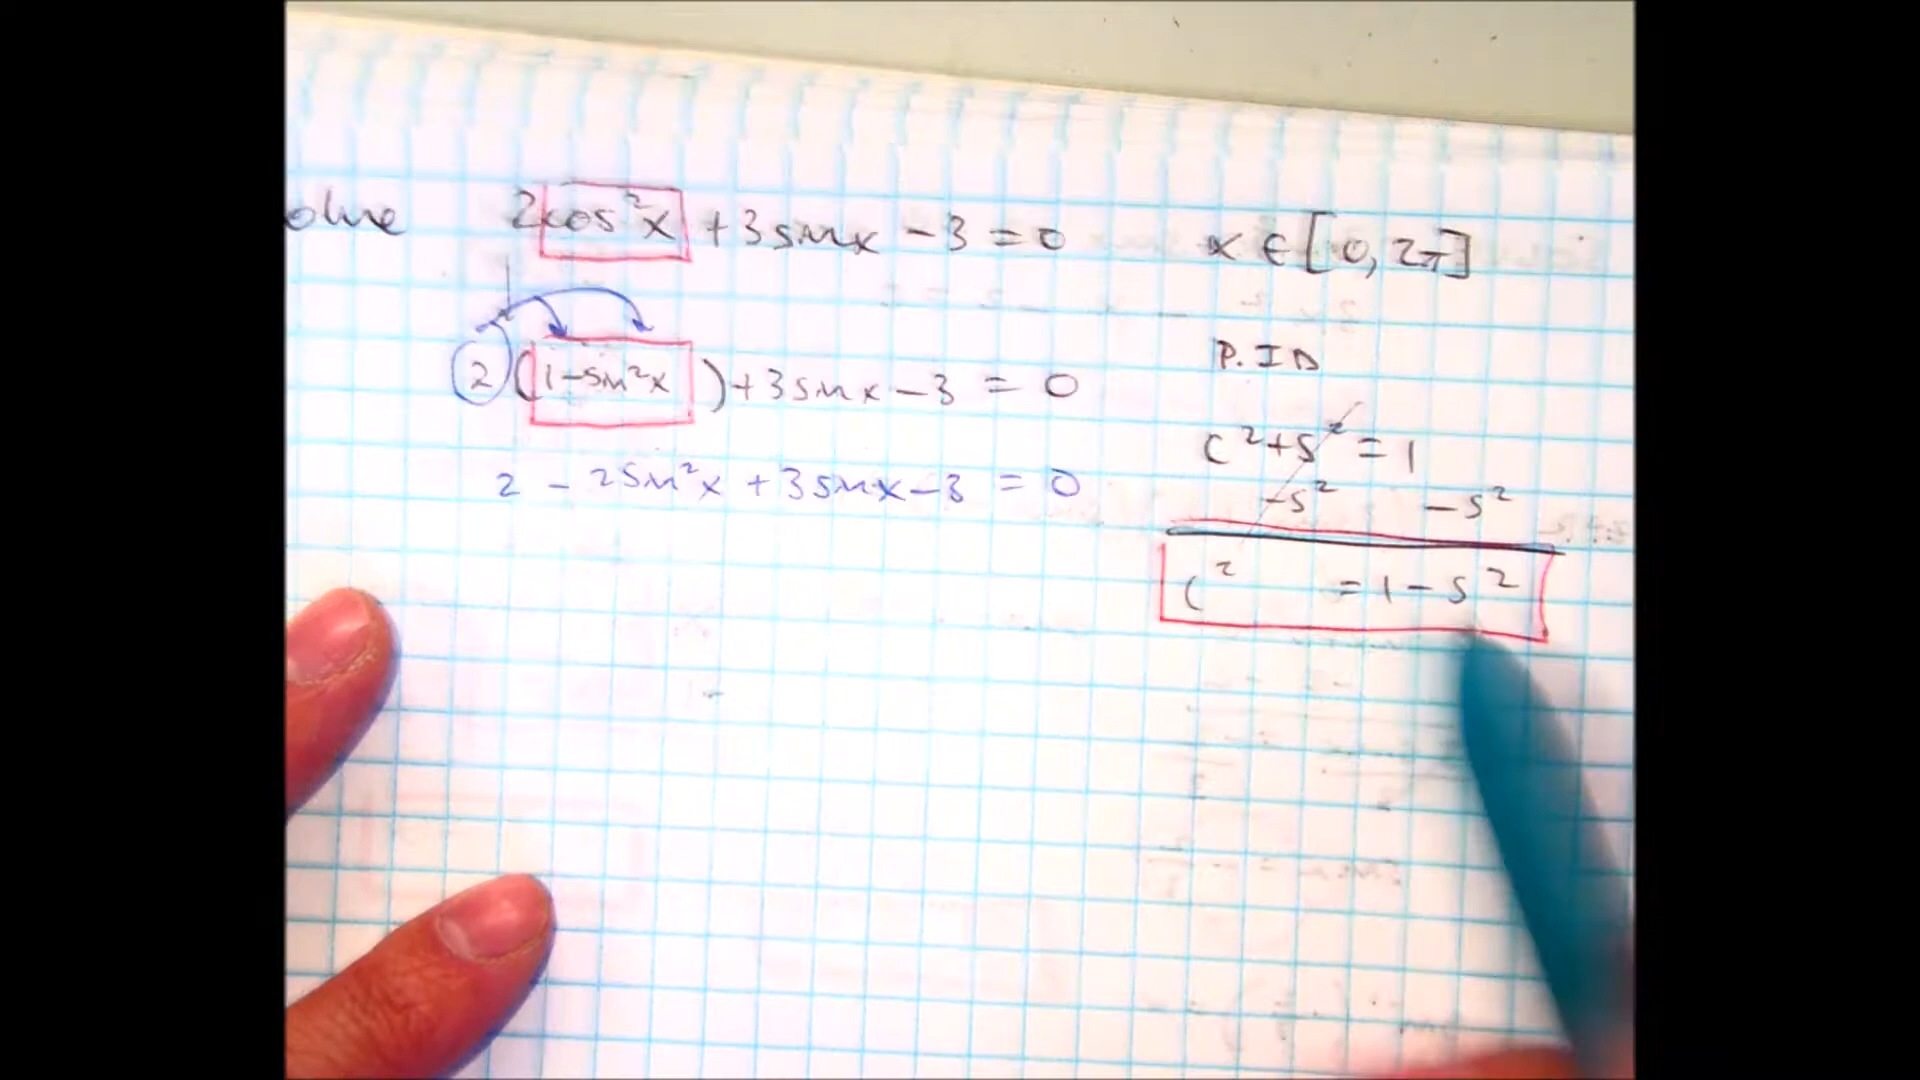 olve 2cos²x +3sinx -3 = 0 x ∈ [0, 2π]
2 (1-sin²x) +3sinx -3 = 0
2 - 2sin²x +3sinx -3 = 0
P. ID
c² + s² = 1
-s² -s²
c² = 1 - s²